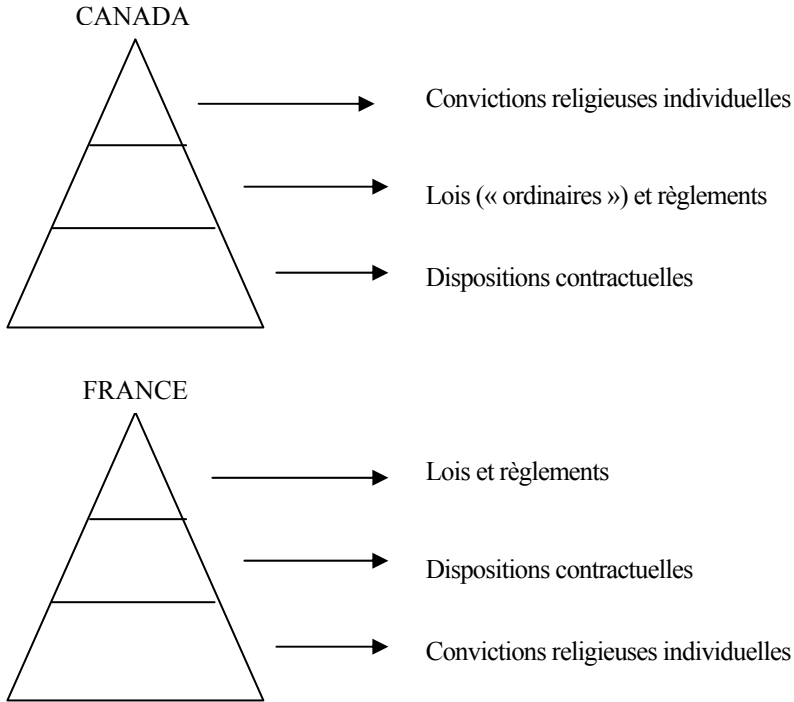 CANADA
Convictions religieuses individuelles
Lois (« ordinaires ») et règlements
Dispositions contractuelles
FRANCE
Lois et règlements
Dispositions contractuelles
Convictions religieuses individuelles